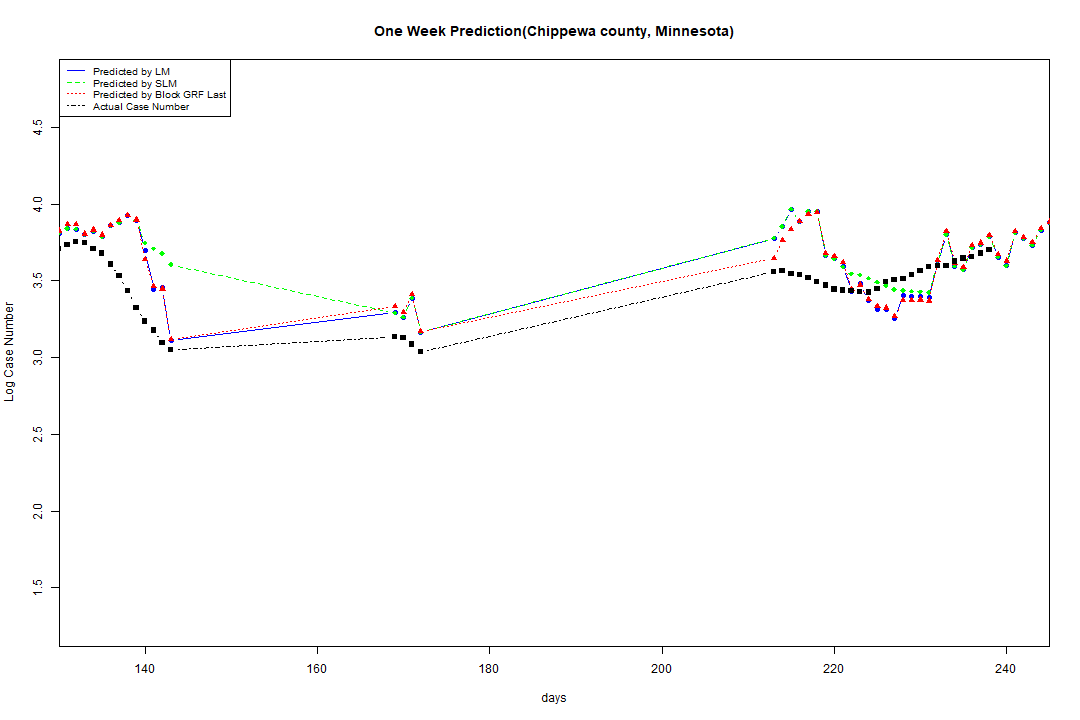 One Week Prediction(Chippewa county, Minnesota)
Predicted by LM
Predicted by SLM
Predicted by Block GRF Last
Actual Case Number
Log Case Number
4.5
4.0
3.5
3.0
2.5
2.0
1.5
140 160 180 200 220 240
days